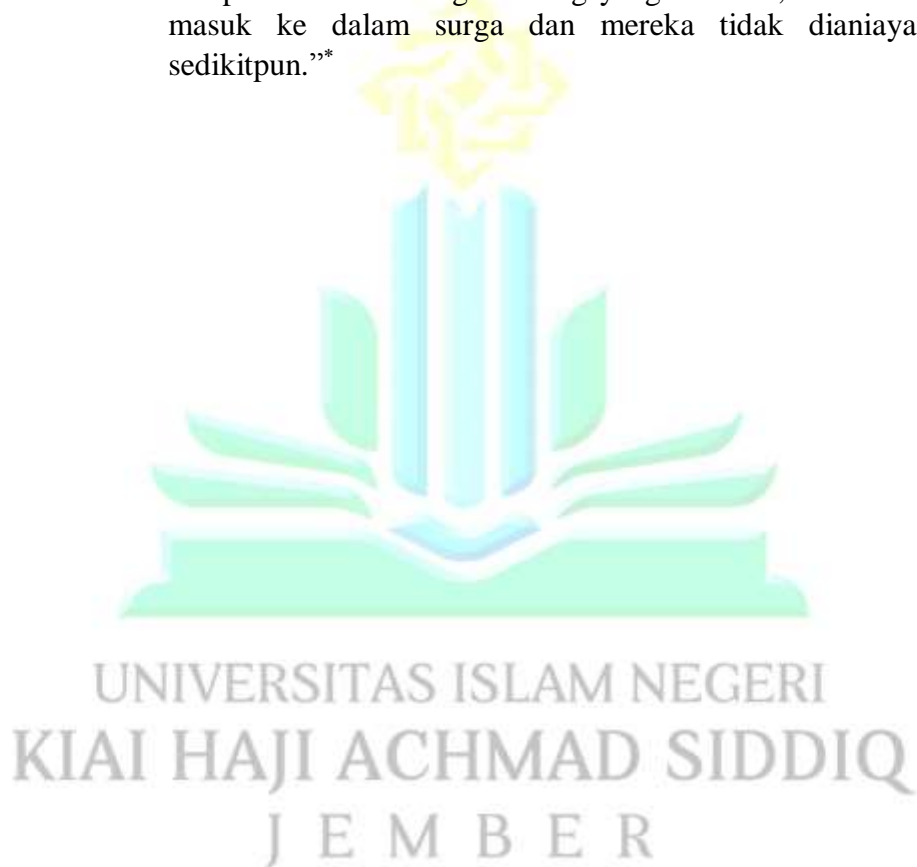 masuk ke dalam surga dan mereka tidak dianiaya
sedikitpun.”*
UNIVERSITAS ISLAM NEGERI
KIAI HAJI ACHMAD SIDDIQ
JEMBER